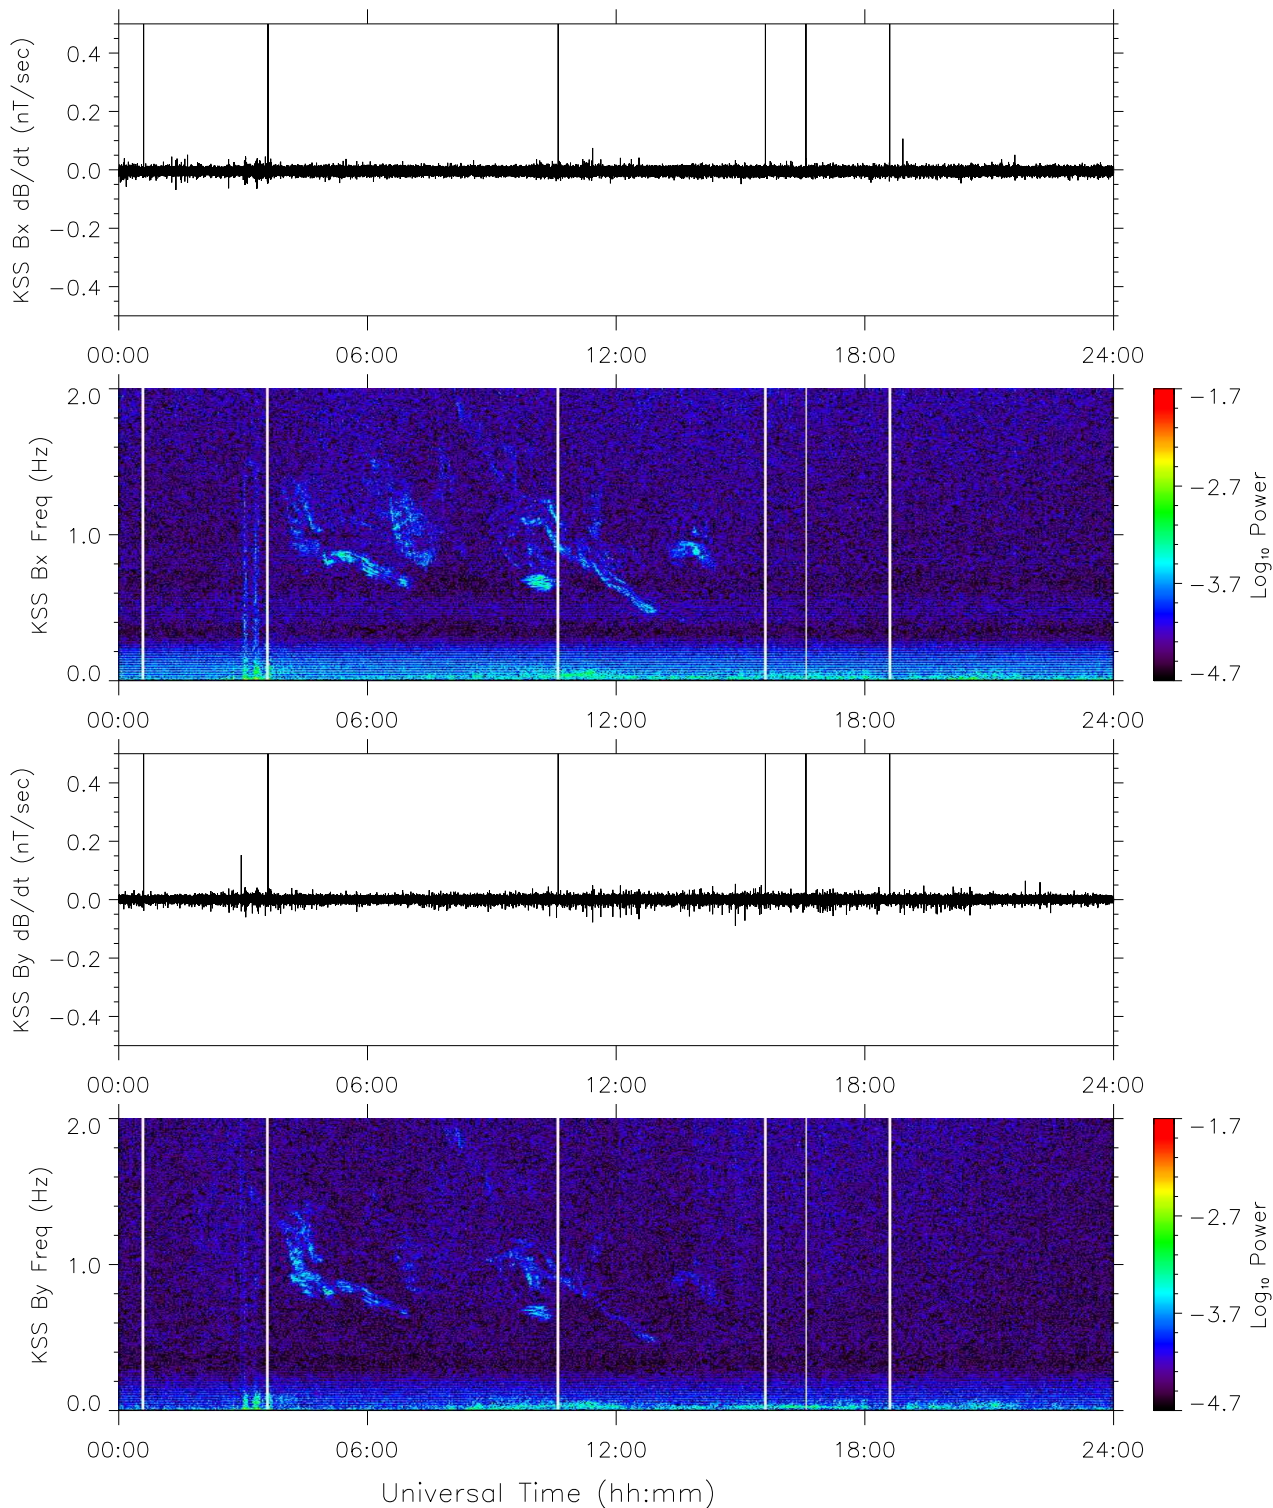 KSS Bx dB/dt (nT/sec)
0.4
0.2
0.0
−0.2
−0.4
00:00 06:00 12:00 18:00 24:00
KSS Bx Freq (Hz)
2.0
1.0
0.0
00:00 06:00 12:00 18:00 24:00
−1.7
−2.7
−3.7
−4.7
Log₁₀ Power
KSS By dB/dt (nT/sec)
0.4
0.2
0.0
−0.2
−0.4
00:00 06:00 12:00 18:00 24:00
KSS By Freq (Hz)
2.0
1.0
0.0
00:00 06:00 12:00 18:00 24:00
−1.7
−2.7
−3.7
−4.7
Log₁₀ Power
Universal Time (hh:mm)